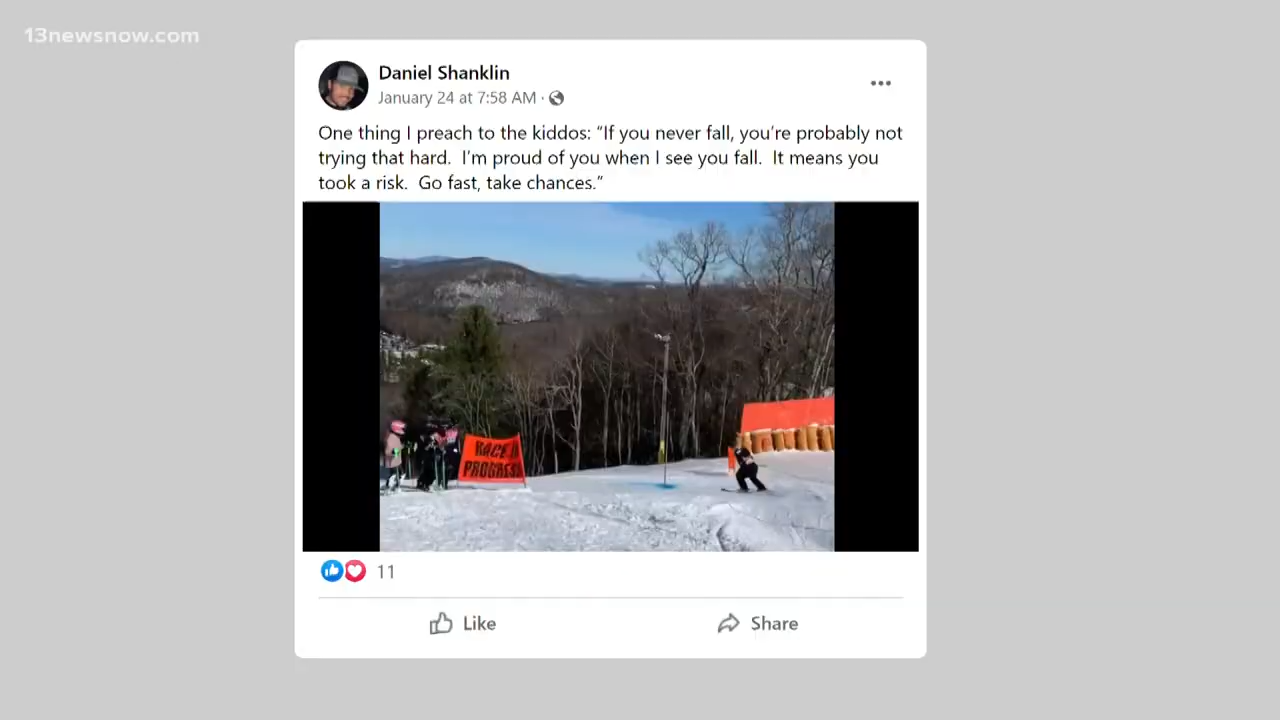 13newsnow.com
Daniel Shanklin
January 24 at 7:58 AM ·
One thing I preach to the kiddos: “If you never fall, you’re probably not
trying that hard.  I’m proud of you when I see you fall.  It means you
took a risk.  Go fast, take chances.”
RACE IN
PROGRESS
11
Like
Share